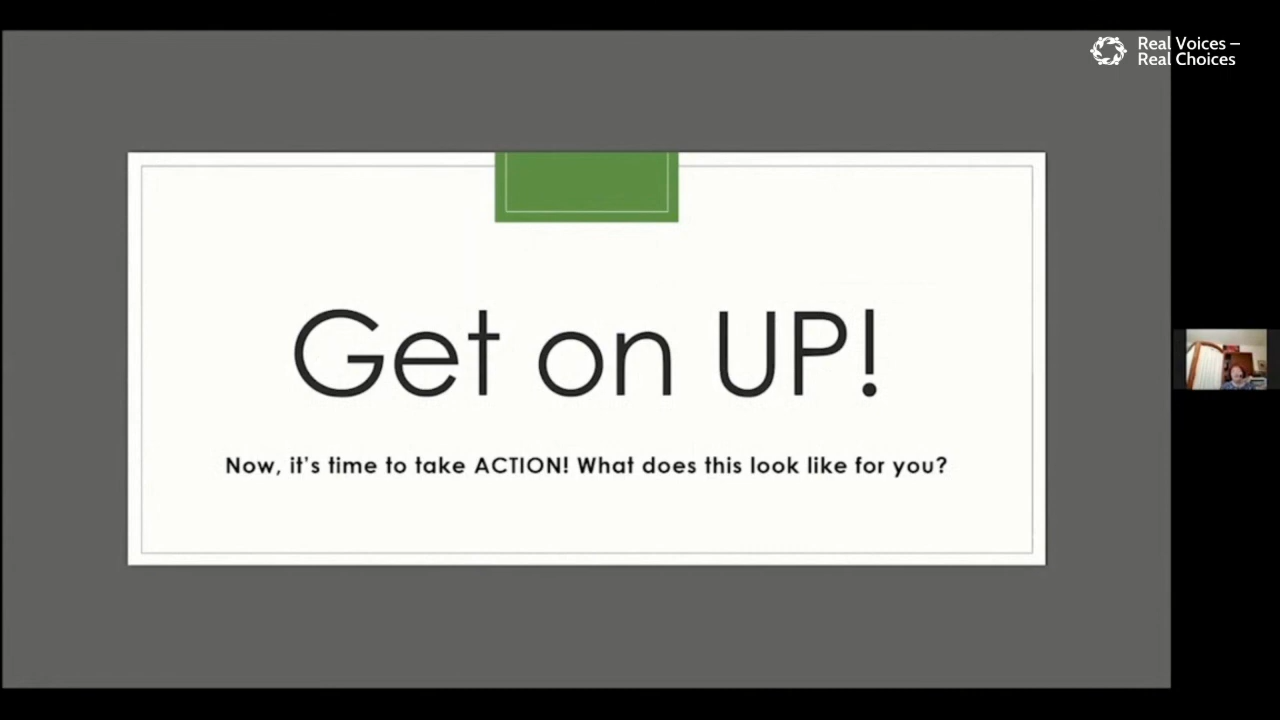 Real Voices –
Real Choices
Get on UP!
Now, it's time to take ACTION! What does this look like for you?